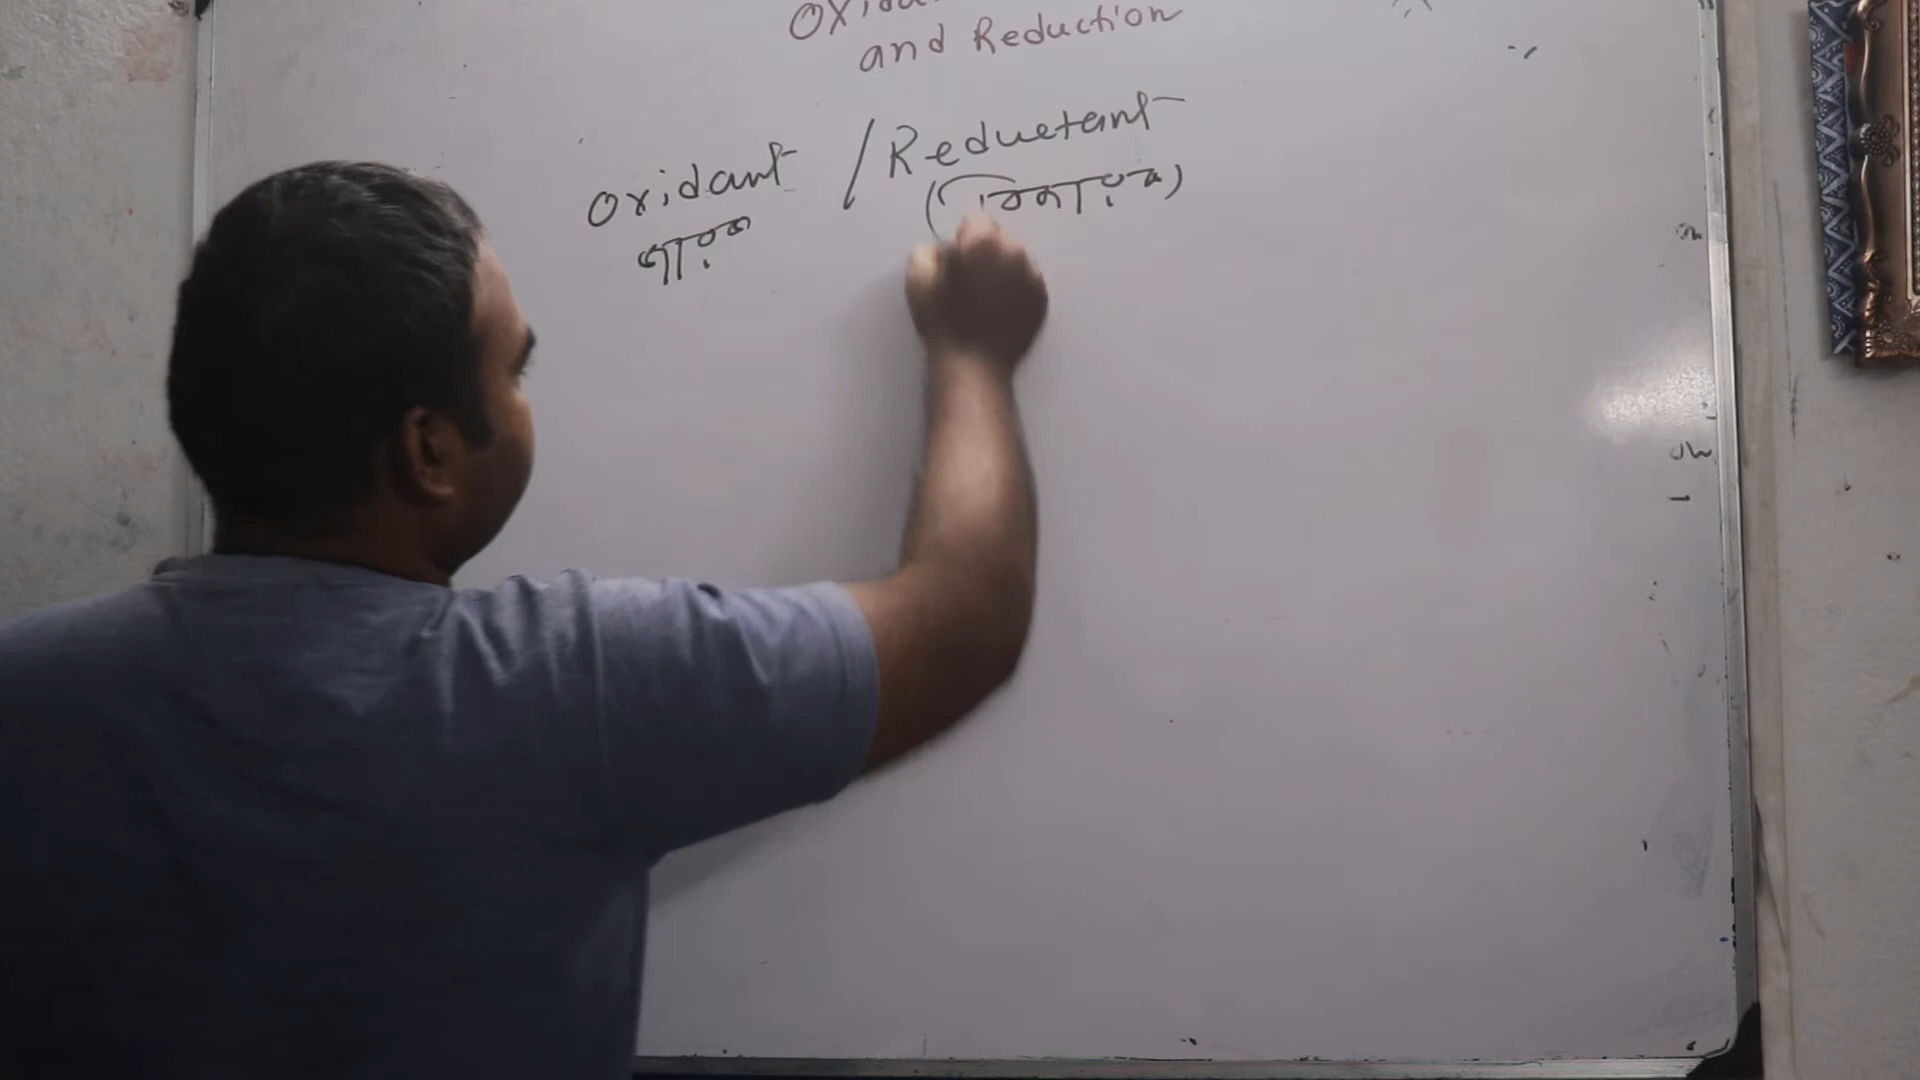 and Reduction
Oxidant / Reductant
জারক (বিজারক)